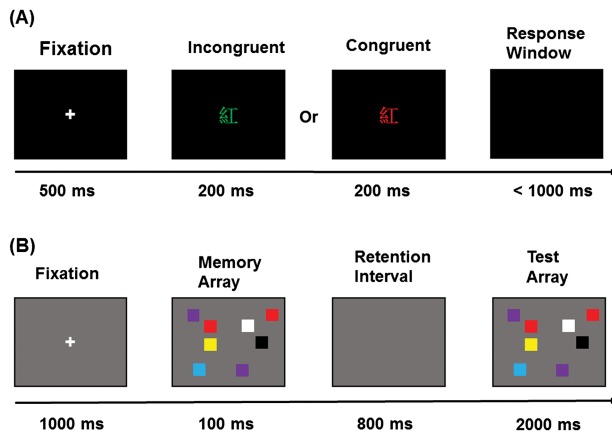 (A)
Fixation
Incongruent
Congruent
Response
Window
紅
Or
紅
500 ms
200 ms
200 ms
< 1000 ms
(B)
Fixation
Memory
Array
Retention
Interval
Test
Array
1000 ms
100 ms
800 ms
2000 ms